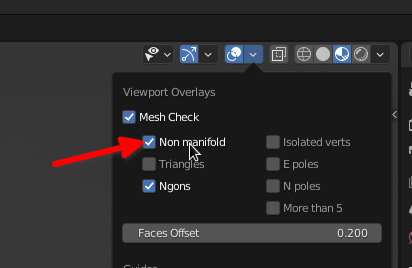 Viewport Overlays
Mesh Check
Non manifold
Isolated verts
Triangles
E poles
Ngons
N poles
More than 5
Faces Offset 0.200